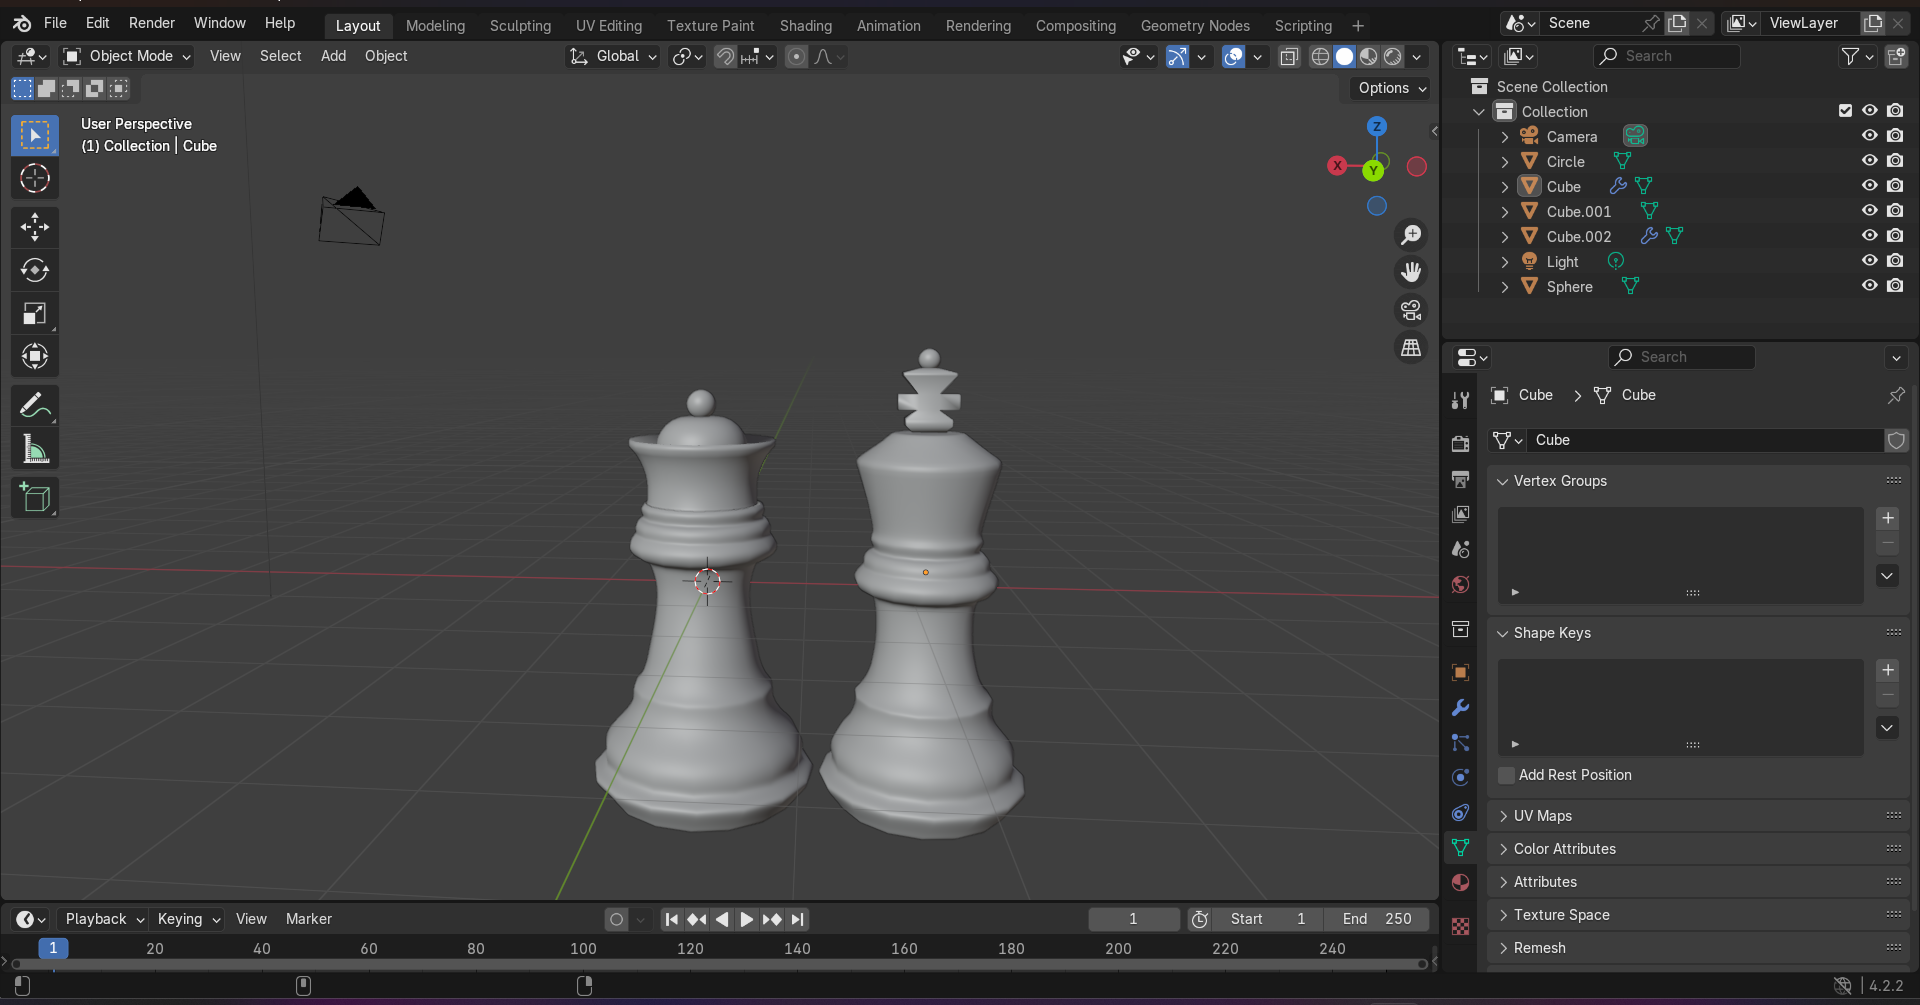 File Edit Render Window Help Layout Modeling Sculpting UV Editing Texture Paint Shading Animation Rendering Compositing Geometry Nodes Scripting + Scene ViewLayer
Object Mode View Select Add Object Global Search
Options
User Perspective
(1) Collection | Cube
Z
X
Y
Scene Collection
Collection
Camera
Circle
Cube
Cube.001
Cube.002
Light
Sphere
Search
Cube > Cube
Cube
Vertex Groups
Shape Keys
Add Rest Position
UV Maps
Color Attributes
Attributes
Texture Space
Remesh
Playback Keying View Marker 1 Start 1 End 250
1 20 40 60 80 100 120 140 160 180 200 220 240
4.2.2